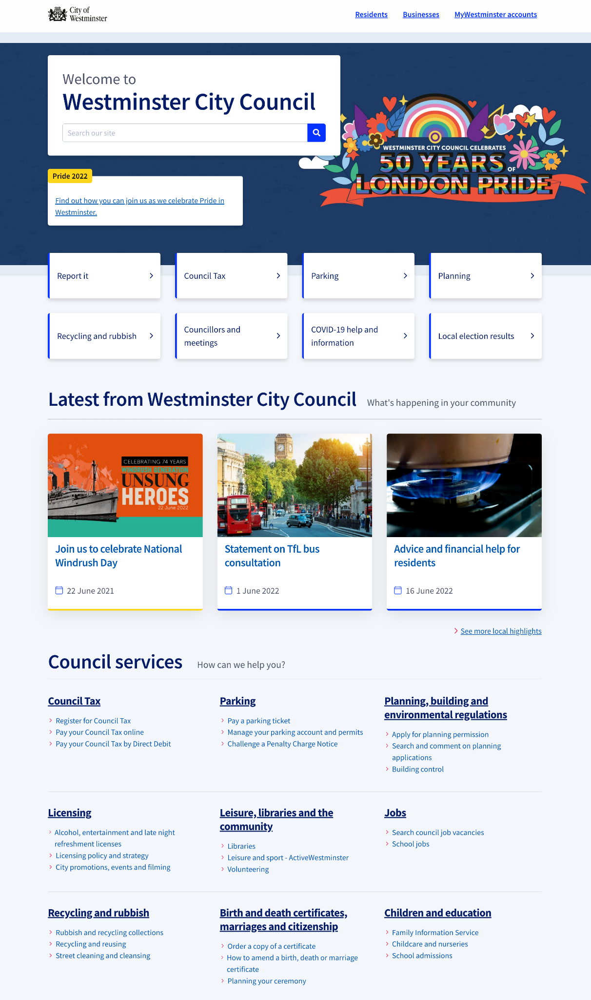 City of
Westminster
Residents
Businesses
MyWestminster accounts
Welcome to
Westminster City Council
Search our site
WESTMINSTER CITY COUNCIL CELEBRATES
50 YEARS OF
LONDON PRIDE
Pride 2022
Find out how you can join us as we celebrate Pride in
Westminster.
Report it
Council Tax
Parking
Planning
Recycling and rubbish
Councillors and
meetings
COVID-19 help and
information
Local election results
Latest from Westminster City Council
What's happening in your community
CELEBRATING 74 YEARS
WINDRUSH GENERATION
UNSUNG
HEROES
22 June 2022
Join us to celebrate National
Windrush Day
22 June 2021
Statement on TfL bus
consultation
1 June 2022
Advice and financial help for
residents
16 June 2022
See more local highlights
Council services
How can we help you?
Council Tax
Register for Council Tax
Pay your Council Tax online
Pay your Council Tax by Direct Debit
Parking
Pay a parking ticket
Manage your parking account and permits
Challenge a Penalty Charge Notice
Planning, building and
environmental regulations
Apply for planning permission
Search and comment on planning
applications
Building control
Licensing
Alcohol, entertainment and late night
refreshment licenses
Licensing policy and strategy
City promotions, events and filming
Leisure, libraries and the
community
Libraries
Leisure and sport - ActiveWestminster
Volunteering
Jobs
Search council job vacancies
School jobs
Recycling and rubbish
Rubbish and recycling collections
Recycling and reusing
Street cleaning and cleansing
Birth and death certificates,
marriages and citizenship
Order a copy of a certificate
How to amend a birth, death or marriage
certificate
Planning your ceremony
Children and education
Family Information Service
Childcare and nurseries
School admissions